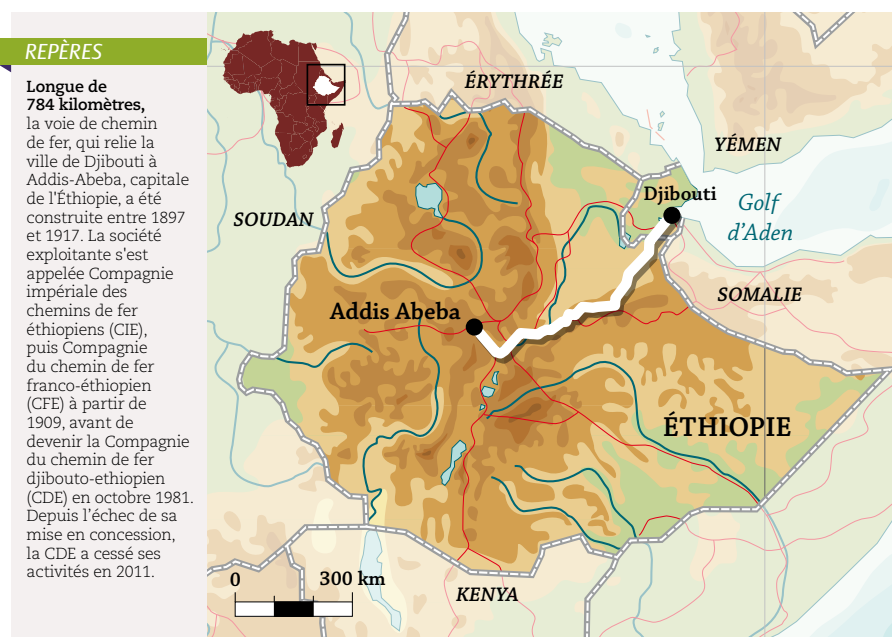 REPÈRES
Longue de
784 kilomètres,
la voie de chemin
de fer, qui relie la
ville de Djibouti à
Addis-Abeba, capitale
de l'Éthiopie, a été
construite entre 1897
et 1917. La société
exploitante s'est
appelée Compagnie
impériale des
chemins de fer
éthiopiens (CIE),
puis Compagnie
du chemin de fer
franco-éthiopien
(CFE) à partir de
1909, avant de
devenir la Compagnie
du chemin de fer
djibouto-ethiopien
(CDE) en octobre 1981.
Depuis l'échec de sa
mise en concession,
la CDE a cessé ses
activités en 2011.
ÉRYTHRÉE
YÉMEN
Djibouti
Golf
d'Aden
SOUDAN
SOMALIE
Addis Abeba
ÉTHIOPIE
0 300 km
KENYA